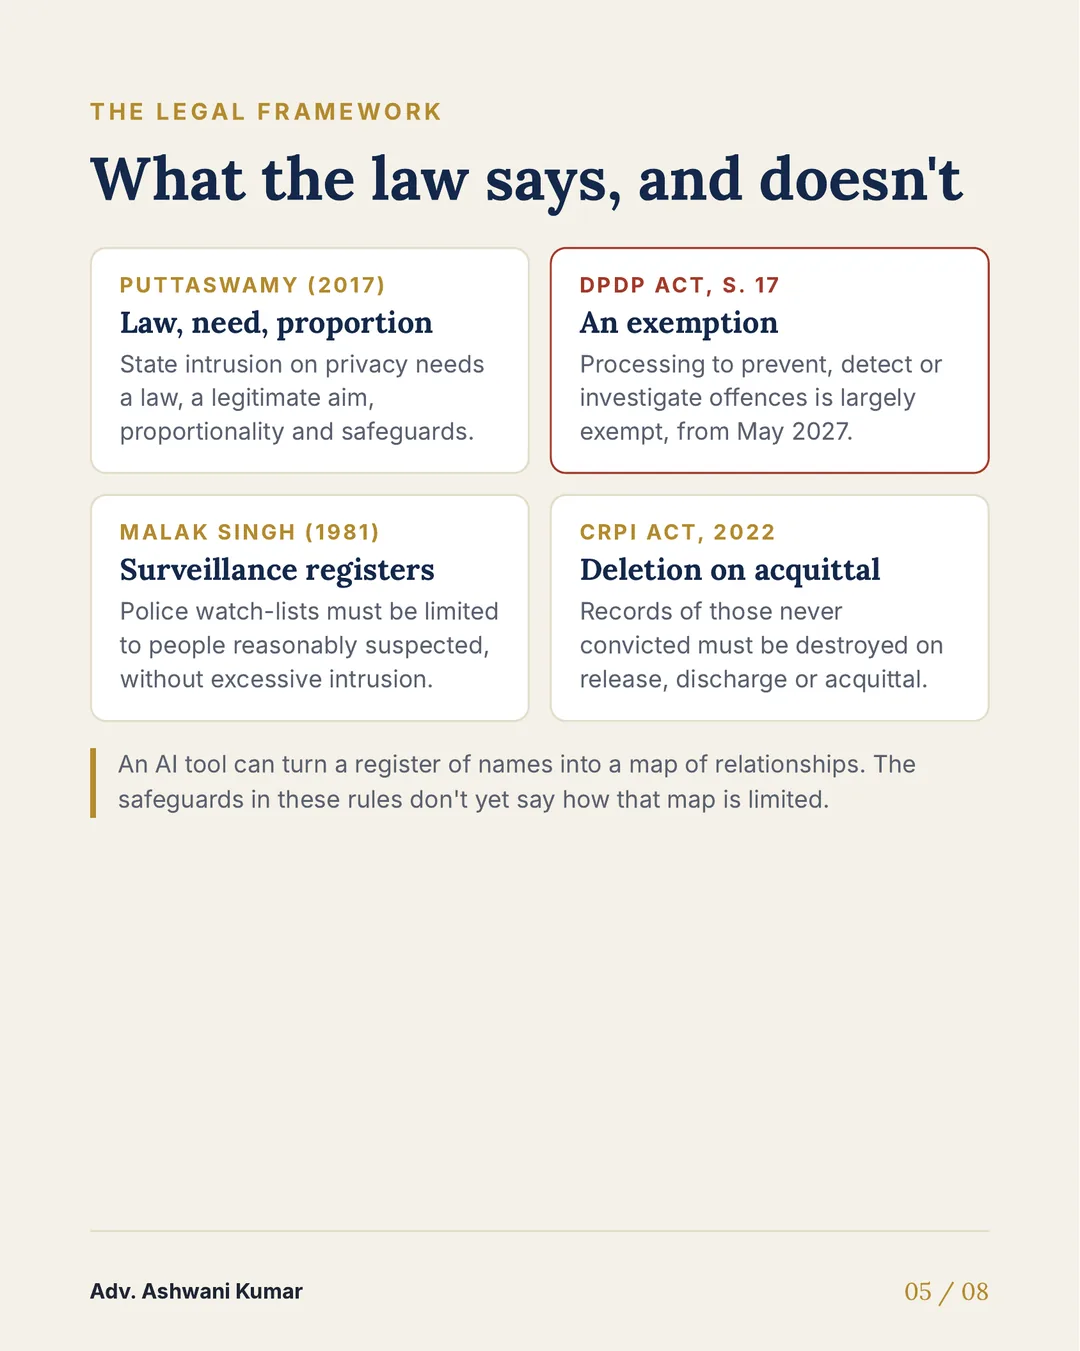 THE LEGAL FRAMEWORK
What the law says, and doesn't
PUTTASWAMY (2017)
Law, need, proportion
State intrusion on privacy needs
a law, a legitimate aim,
proportionality and safeguards.
DPDP ACT, S. 17
An exemption
Processing to prevent, detect or
investigate offences is largely
exempt, from May 2027.
MALAK SINGH (1981)
Surveillance registers
Police watch-lists must be limited
to people reasonably suspected,
without excessive intrusion.
CRPI ACT, 2022
Deletion on acquittal
Records of those never
convicted must be destroyed on
release, discharge or acquittal.
An AI tool can turn a register of names into a map of relationships. The
safeguards in these rules don't yet say how that map is limited.
Adv. Ashwani Kumar
05 / 08